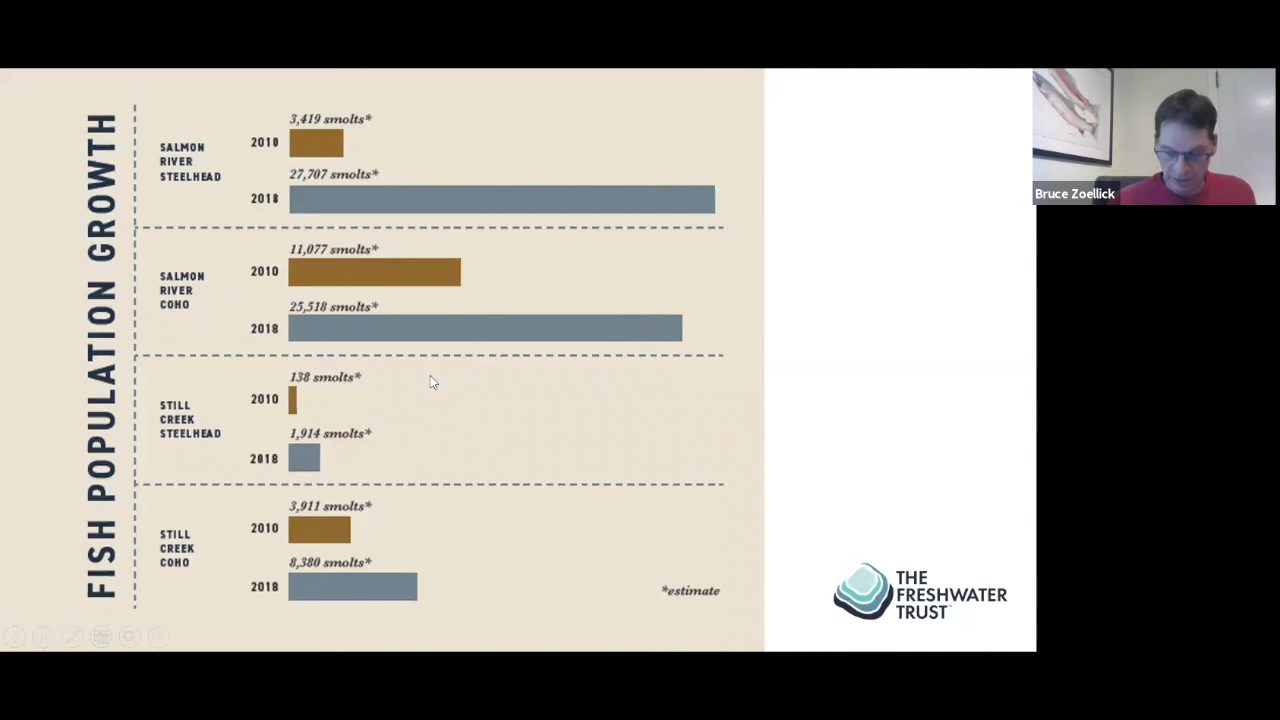 FISH POPULATION GROWTH
SALMON
RIVER
STEELHEAD
2010
3,419 smolts*
2018
27,707 smolts*
SALMON
RIVER
COHO
2010
11,077 smolts*
2018
25,518 smolts*
STILL
CREEK
STEELHEAD
2010
138 smolts*
2018
1,914 smolts*
STILL
CREEK
COHO
2010
3,911 smolts*
2018
8,380 smolts*
*estimate
THE
FRESHWATER
TRUST
Bruce Zoellick